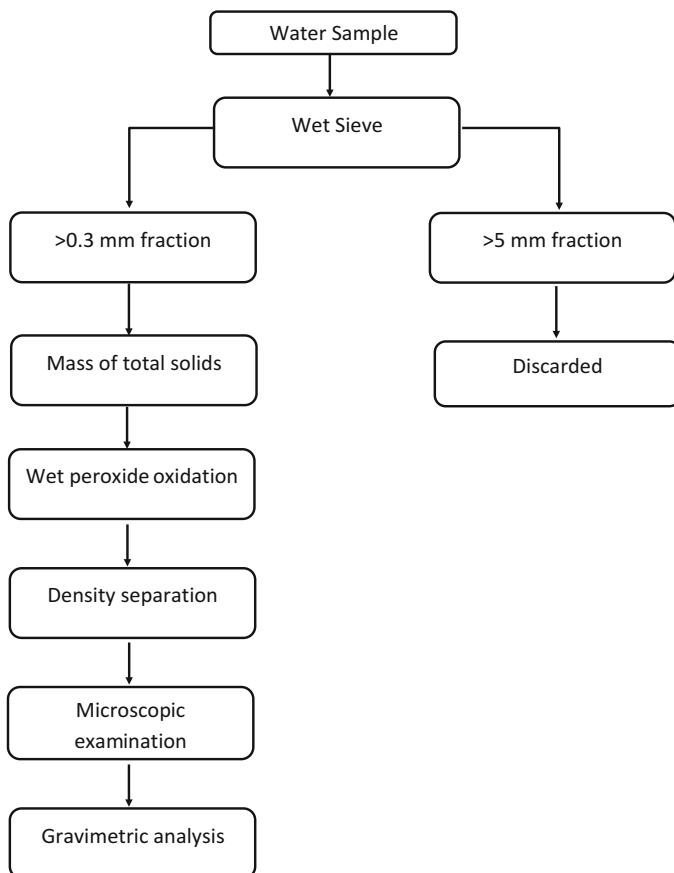 Water Sample
Wet Sieve
>0.3 mm fraction
>5 mm fraction
Mass of total solids
Discarded
Wet peroxide oxidation
Density separation
Microscopic
examination
Gravimetric analysis